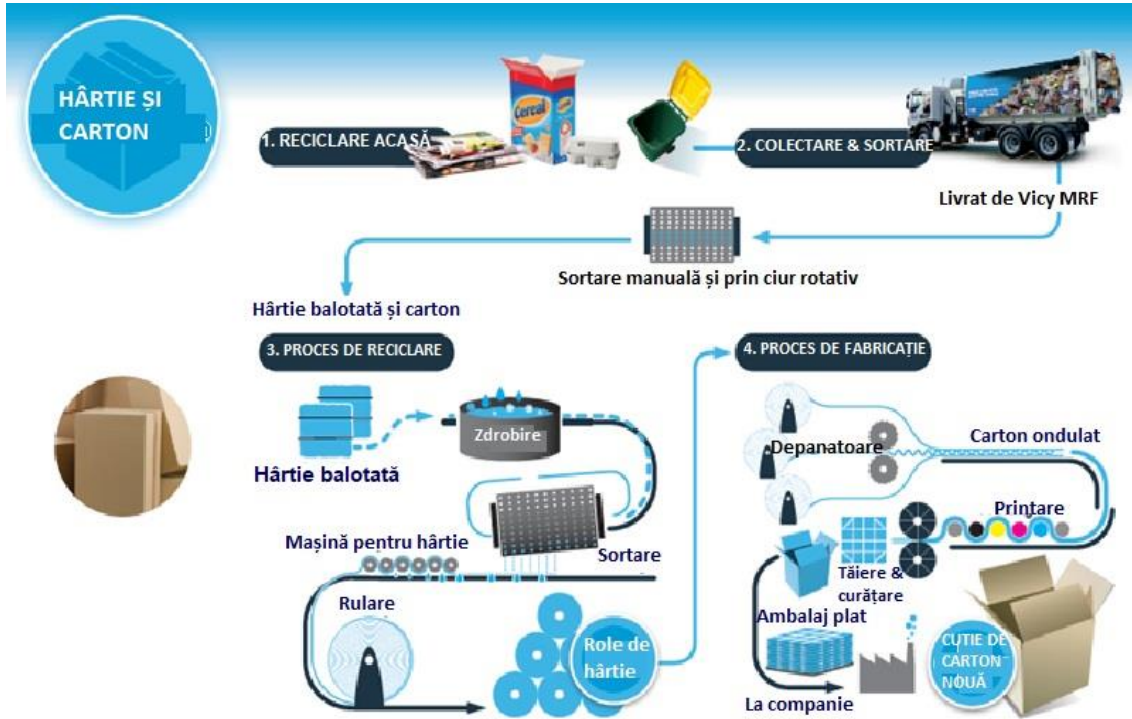 HÂRTIE ȘI
CARTON
1. RECICLARE ACASĂ
Cereal
2. COLECTARE & SORTARE
Livrat de Vicy MRF
Sortare manuală și prin ciur rotativ
Hârtie balotată și carton
3. PROCES DE RECICLARE
4. PROCES DE FABRICAȚIE
Zdrobire
Hârtie balotată
Sortare
Mașină pentru hârtie
Rulare
Role de
hârtie
Depanatoare
Carton ondulat
Printare
Tăiere &
curățare
Ambalaj plat
La companie
CUTIE DE
CARTON
NOUĂ